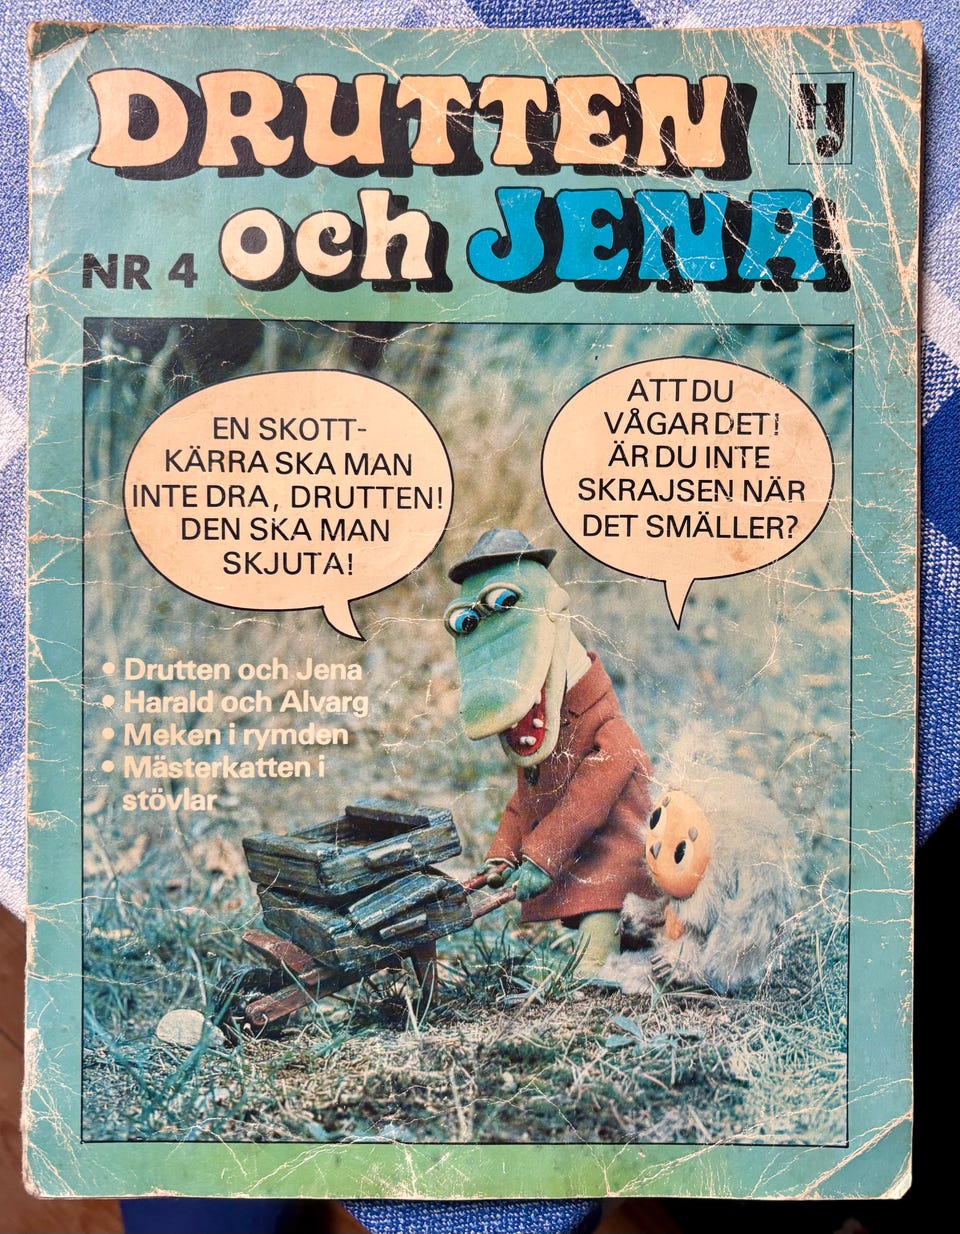 DRUTTEN
och JENA
NR 4
HJ
EN SKOTT-
KÄRRA SKA MAN
INTE DRA, DRUTTEN!
DEN SKA MAN
SKJUTA!
ATT DU
VÅGAR DET!
ÄR DU INTE
SKRAJSEN NÄR
DET SMÄLLER?
• Drutten och Jena
• Harald och Alvarg
• Meken i rymden
• Mästerkatten i
stövlar